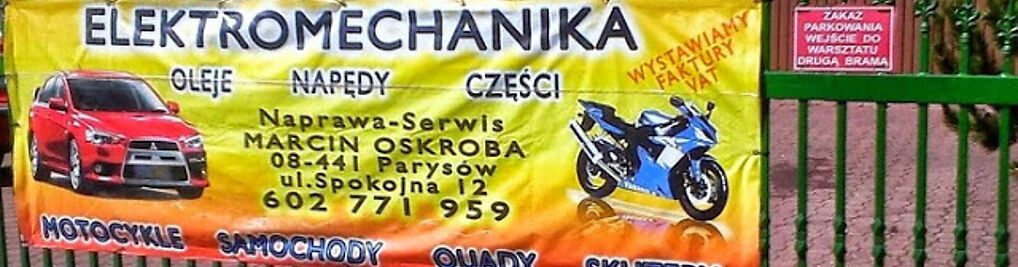 ELEKTROMECHANIKA
OLEJE NAPĘDY CZĘŚCI
WYSTAWIAMY
FAKTURY
VAT
Naprawa-Serwis
MARCIN OSKROBA
08-441 Parysów
ul.Spokojna 12
602 771 959
MOTOCYKLE SAMOCHODY QUADY
ZAKAZ
PARKOWANIA
WEJŚCIE DO
WARSZTATU
DRUGĄ BRAMĄ